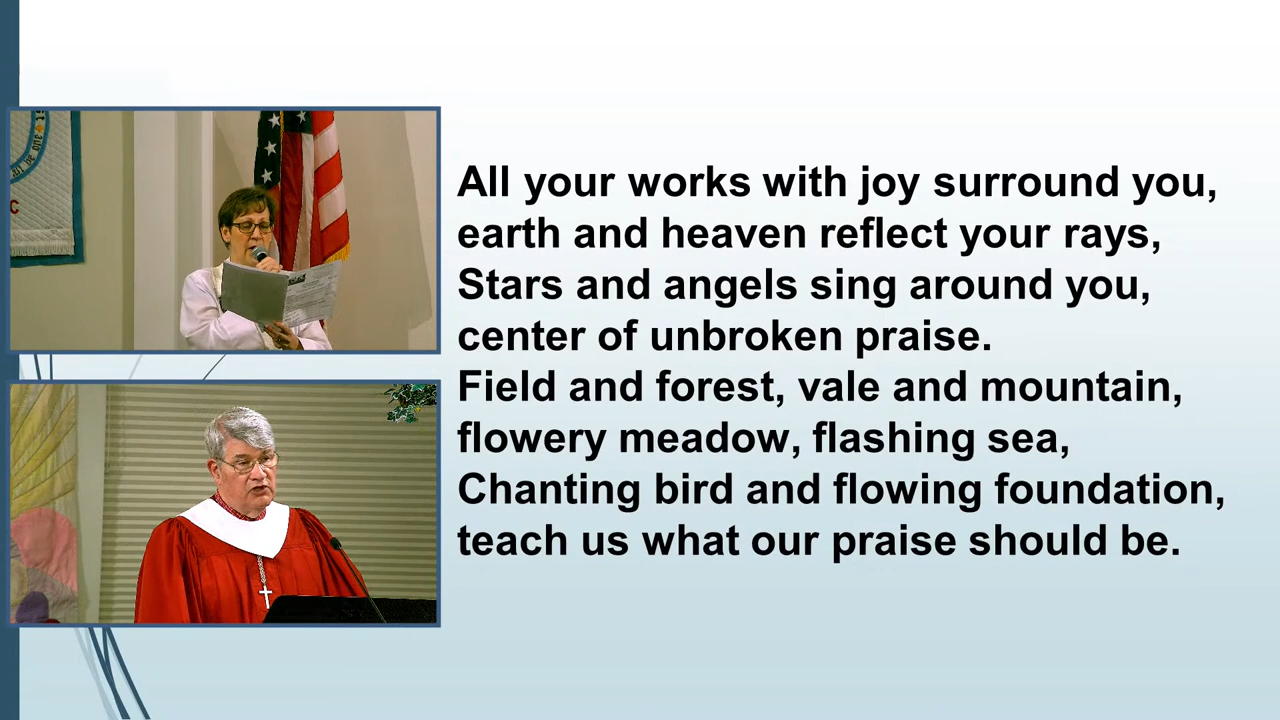 All your works with joy surround you,
earth and heaven reflect your rays,
Stars and angels sing around you,
center of unbroken praise.
Field and forest, vale and mountain,
flowery meadow, flashing sea,
Chanting bird and flowing foundation,
teach us what our praise should be.